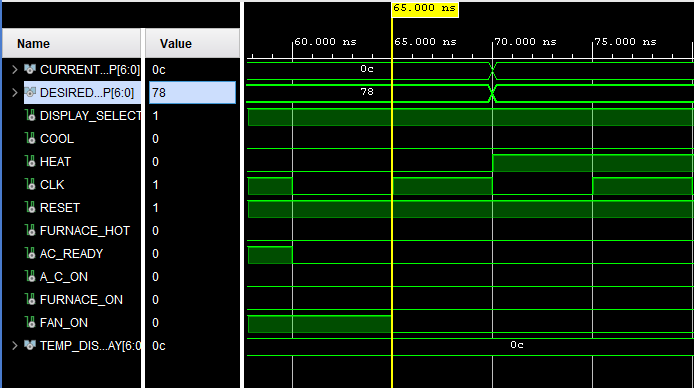 65.000 ns
Name Value
60.000 ns 65.000 ns 70.000 ns 75.000 ns
CURRENT...P[6:0] 0c 0c
DESIRED...P[6:0] 78 78
DISPLAY_SELECT 1
COOL 0
HEAT 0
CLK 1
RESET 1
FURNACE_HOT 0
AC_READY 0
A_C_ON 0
FURNACE_ON 0
FAN_ON 0
TEMP_DIS...AY[6:0 0c 0c